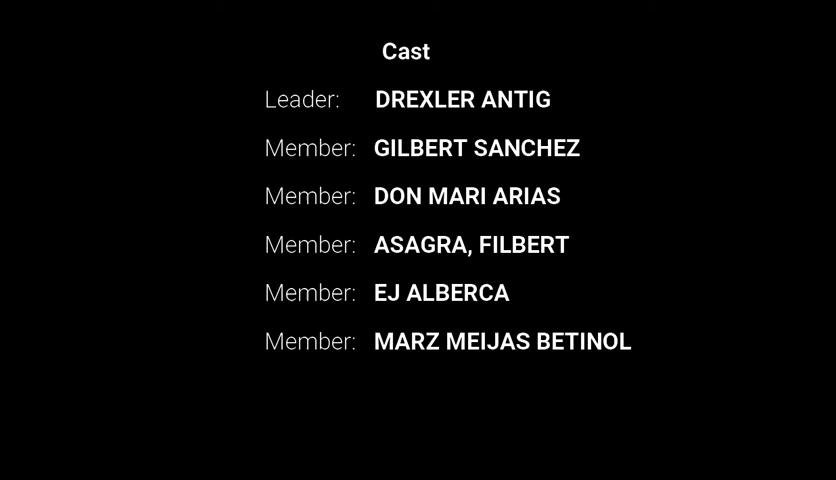 Cast
Leader: DREXLER ANTIG
Member: GILBERT SANCHEZ
Member: DON MARI ARIAS
Member: ASAGRA, FILBERT
Member: EJ ALBERCA
Member: MARZ MEIJAS BETINOL